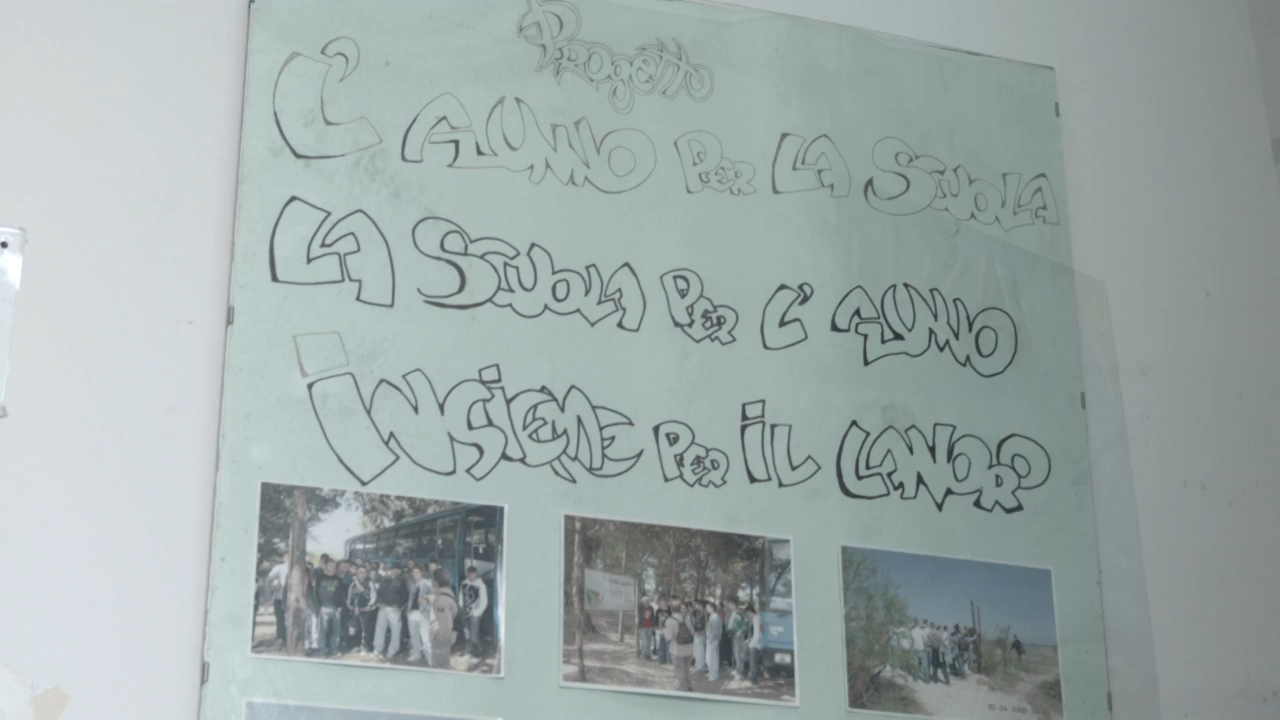 Progetto
L'ALUNNO PER LA SCUOLA
LA SCUOLA PER L'ALUNNO
INSIEME PER IL LAVORO